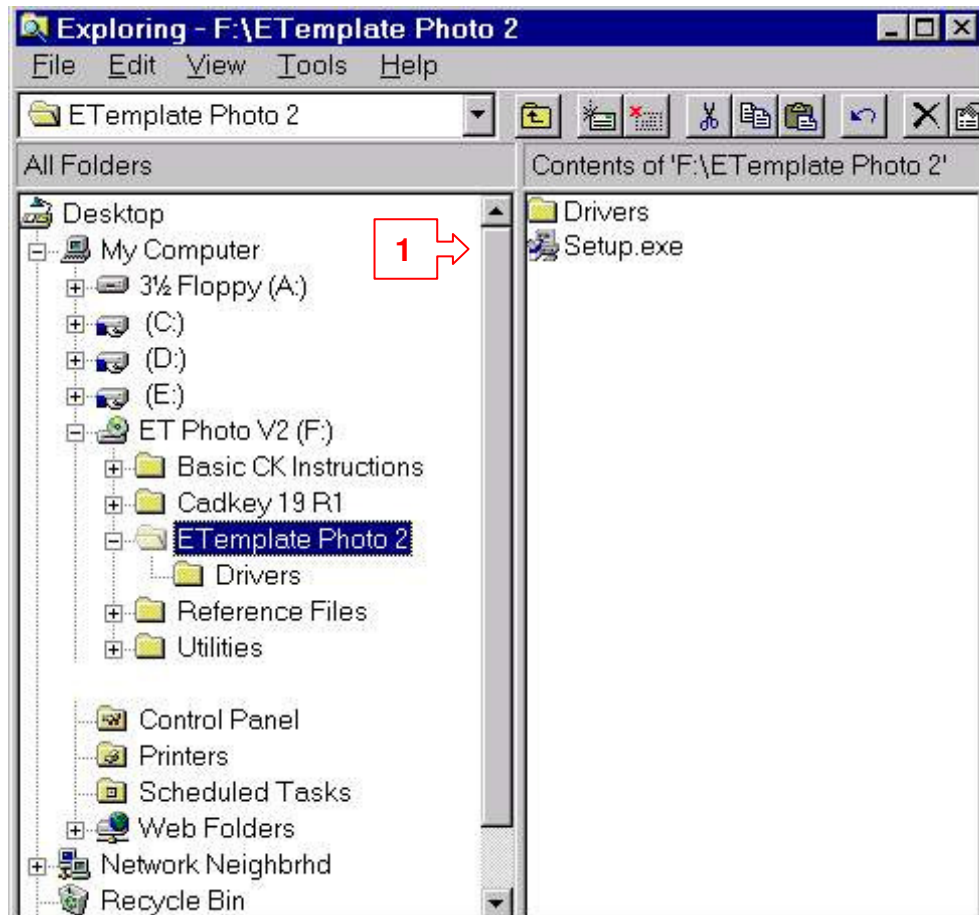 Exploring - F:\ETemplate Photo 2
File Edit View Tools Help
ETemplate Photo 2
All Folders
Contents of 'F:\ETemplate Photo 2'
Desktop
My Computer
3½ Floppy (A:)
(C:)
(D:)
(E:)
ET Photo V2 (F:)
Basic CK Instructions
Cadkey 19 R1
ETemplate Photo 2
Drivers
Reference Files
Utilities
Control Panel
Printers
Scheduled Tasks
Web Folders
Network Neighbrhd
Recycle Bin
1
Drivers
Setup.exe